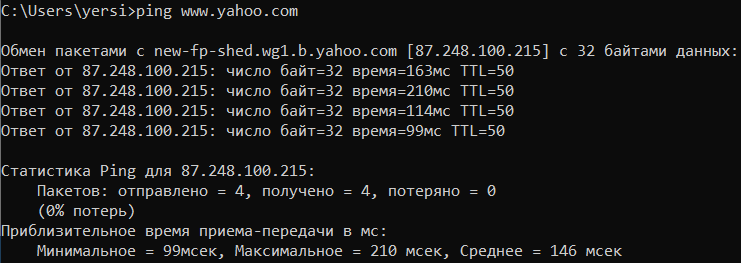 C:\Users\yersi>ping www.yahoo.com
Обмен пакетами с new-fp-shed.wg1.b.yahoo.com [87.248.100.215] с 32 байтами данных:
Ответ от 87.248.100.215: число байт=32 время=163мс TTL=50
Ответ от 87.248.100.215: число байт=32 время=210мс TTL=50
Ответ от 87.248.100.215: число байт=32 время=114мс TTL=50
Ответ от 87.248.100.215: число байт=32 время=99мс TTL=50
Статистика Ping для 87.248.100.215:
Пакетов: отправлено = 4, получено = 4, потеряно = 0
(0% потерь)
Приблизительное время приема-передачи в мс:
Минимальное = 99мсек, Максимальное = 210 мсек, Среднее = 146 мсек